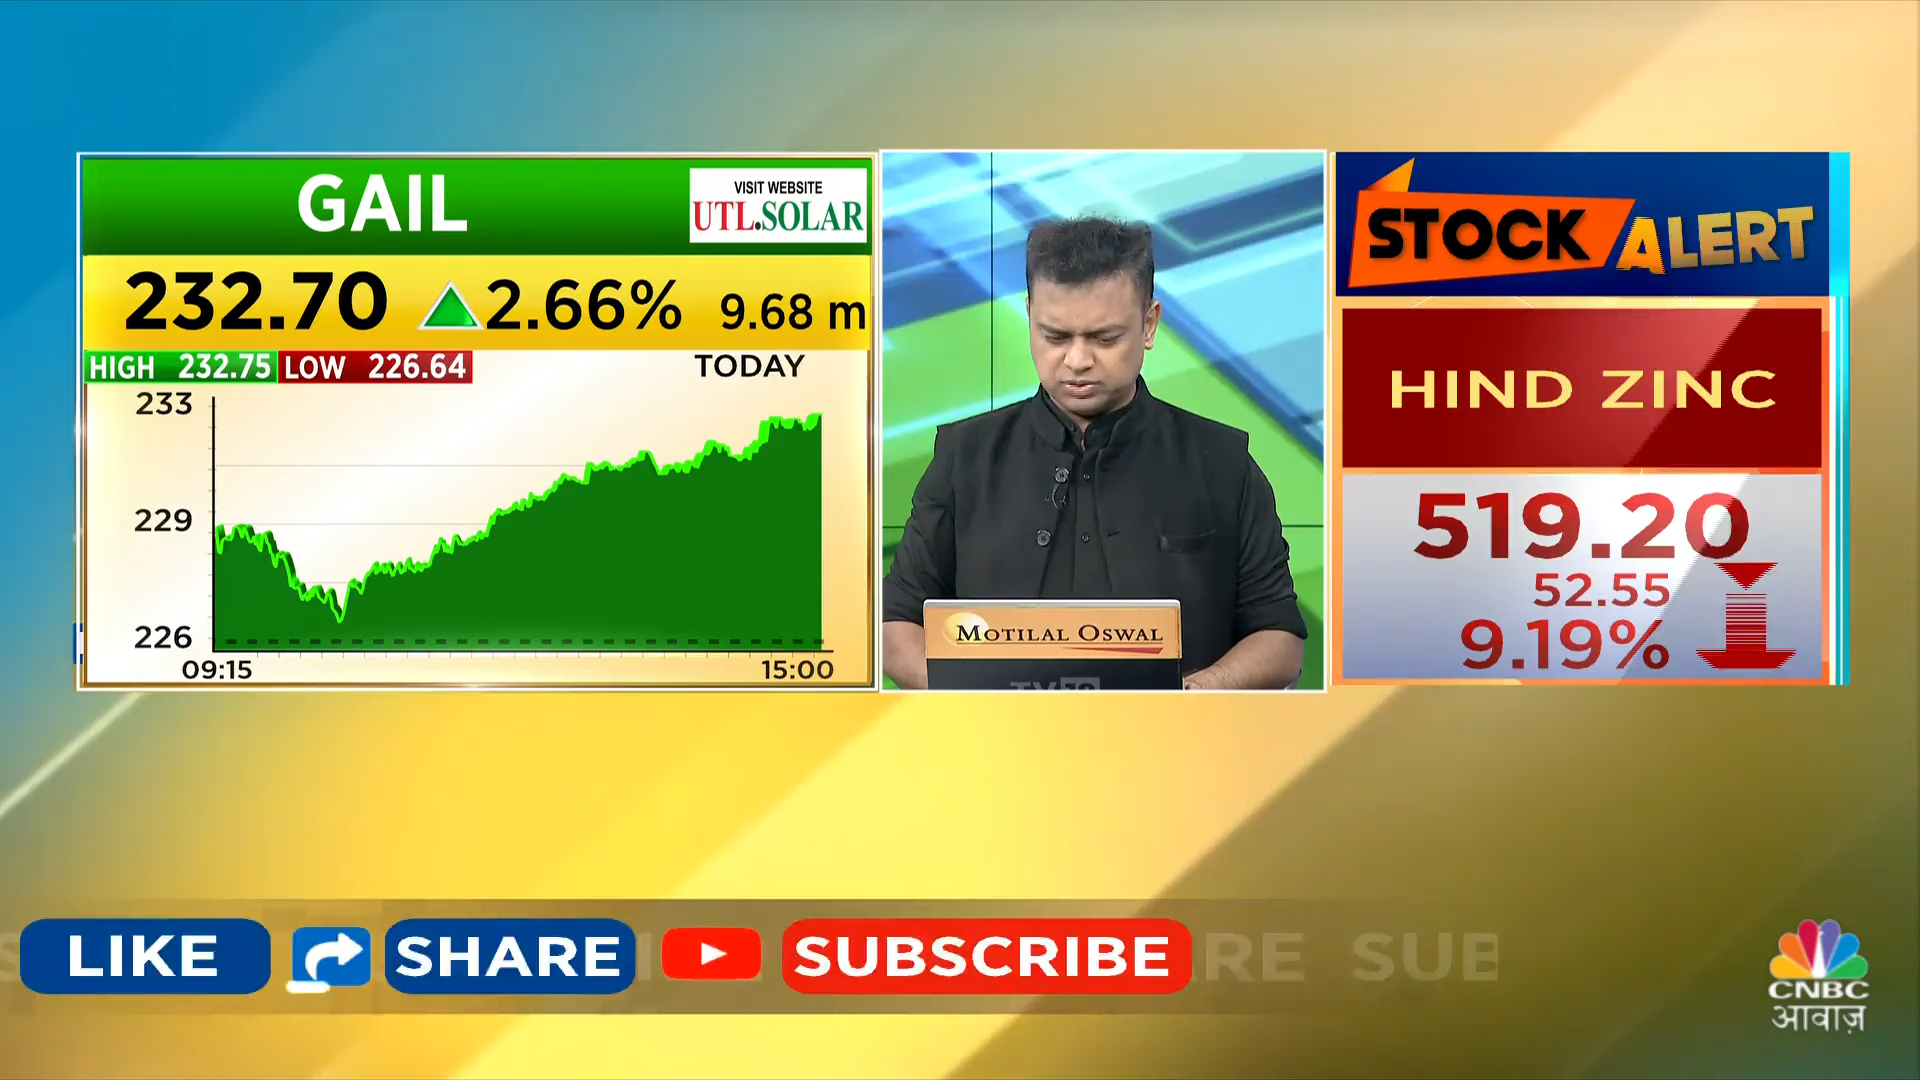 GAIL
VISIT WEBSITE
UTL.SOLAR
232.70 2.66% 9.68 m
HIGH 232.75 LOW 226.64 TODAY
233
229
226
09:15 15:00
MOTILAL OSWAL
STOCK ALERT
HIND ZINC
519.20
52.55
9.19%
LIKE SHARE SUBSCRIBE RE SUB
CNBC
आवाज़